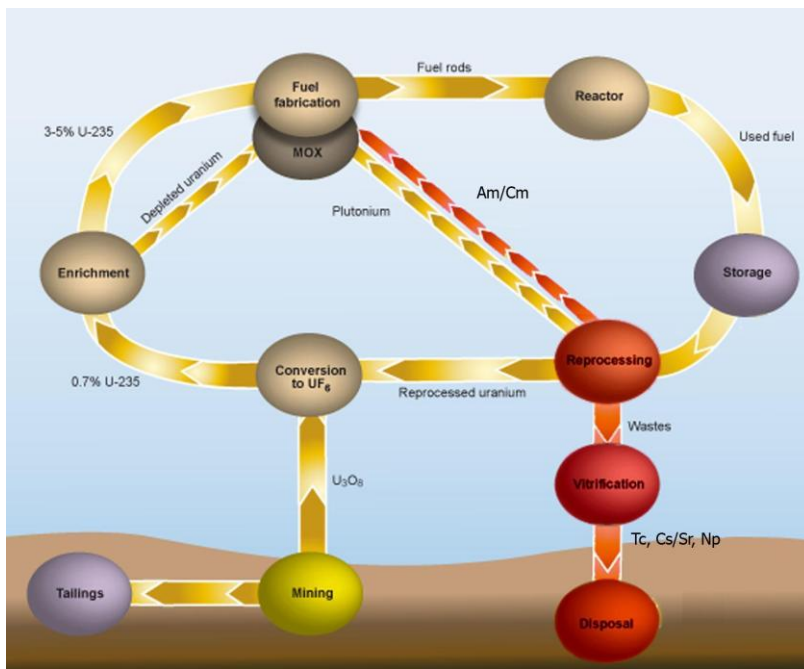 Fuel rods
Fuel
fabrication
Reactor
3-5% U-235
Used fuel
MOX
Depleted uranium
Am/Cm
Plutonium
Enrichment
Storage
Reprocessing
Conversion
to UF₆
0.7% U-235
Reprocessed uranium
Wastes
U₃O₈
Vitrification
Tc, Cs/Sr, Np
Tailings
Mining
Disposal